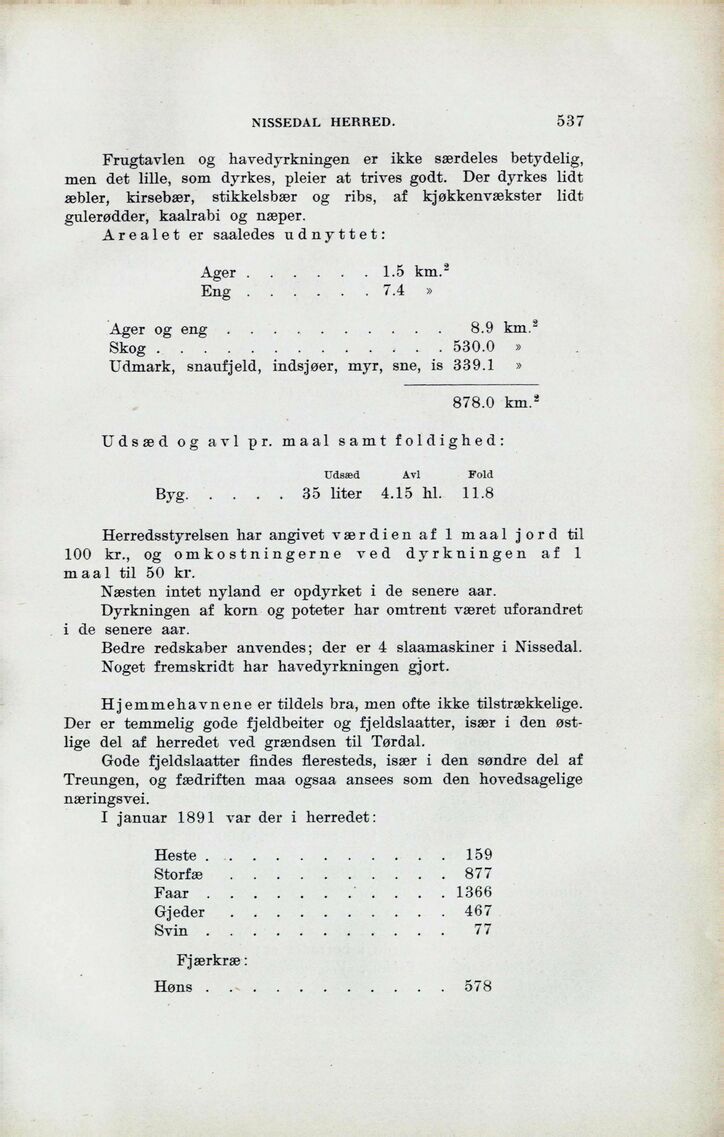 NISSEDAL HERRED. 537
Frugtavlen og havedyrkningen er ikke særdeles betydelig,
men det lille, som dyrkes, pleier at trives godt. Der dyrkes lidt
æbler, kirsebær, stikkelsbær og ribs, af kjøkkenvækster lidt
gulerødder, kaalrabi og næper.
Arealet er saaledes udnyttet:
Ager . . . . . . 1.5 km.²
Eng . . . . . . 7.4 »
Ager og eng . . . . . . . . . . 8.9 km.²
Skog . . . . . . . . . . . . . 530.0 »
Udmark, snaufjeld, indsjøer, myr, sne, is 339.1 »
878.0 km.²
Udsæd og avl pr. maal samt foldighed:
Udsæd Avl Fold
Byg. . . . . 35 liter 4.15 hl. 11.8
Herredsstyrelsen har angivet værdien af 1 maal jord til
100 kr., og omkostningerne ved dyrkningen af 1
maal til 50 kr.
Næsten intet nyland er opdyrket i de senere aar.
Dyrkningen af korn og poteter har omtrent været uforandret
i de senere aar.
Bedre redskaber anvendes; der er 4 slaamaskiner i Nissedal.
Noget fremskridt har havedyrkningen gjort.
Hjemmehavnene er tildels bra, men ofte ikke tilstrækkelige.
Der er temmelig gode fjeldbeiter og fjeldslaatter, især i den øst-
lige del af herredet ved grændsen til Tørdal.
Gode fjeldslaatter findes fleresteds, især i den søndre del af
Treungen, og fædriften maa ogsaa ansees som den hovedsagelige
næringsvei.
I januar 1891 var der i herredet:
Heste . . . . . . . . . . . 159
Storfæ . . . . . . . . . . 877
Faar . . . . . . . . . . . 1366
Gjeder . . . . . . . . . . 467
Svin . . . . . . . . . . . 77
Fjærkræ:
Høns . . . . . . . . . . . 578